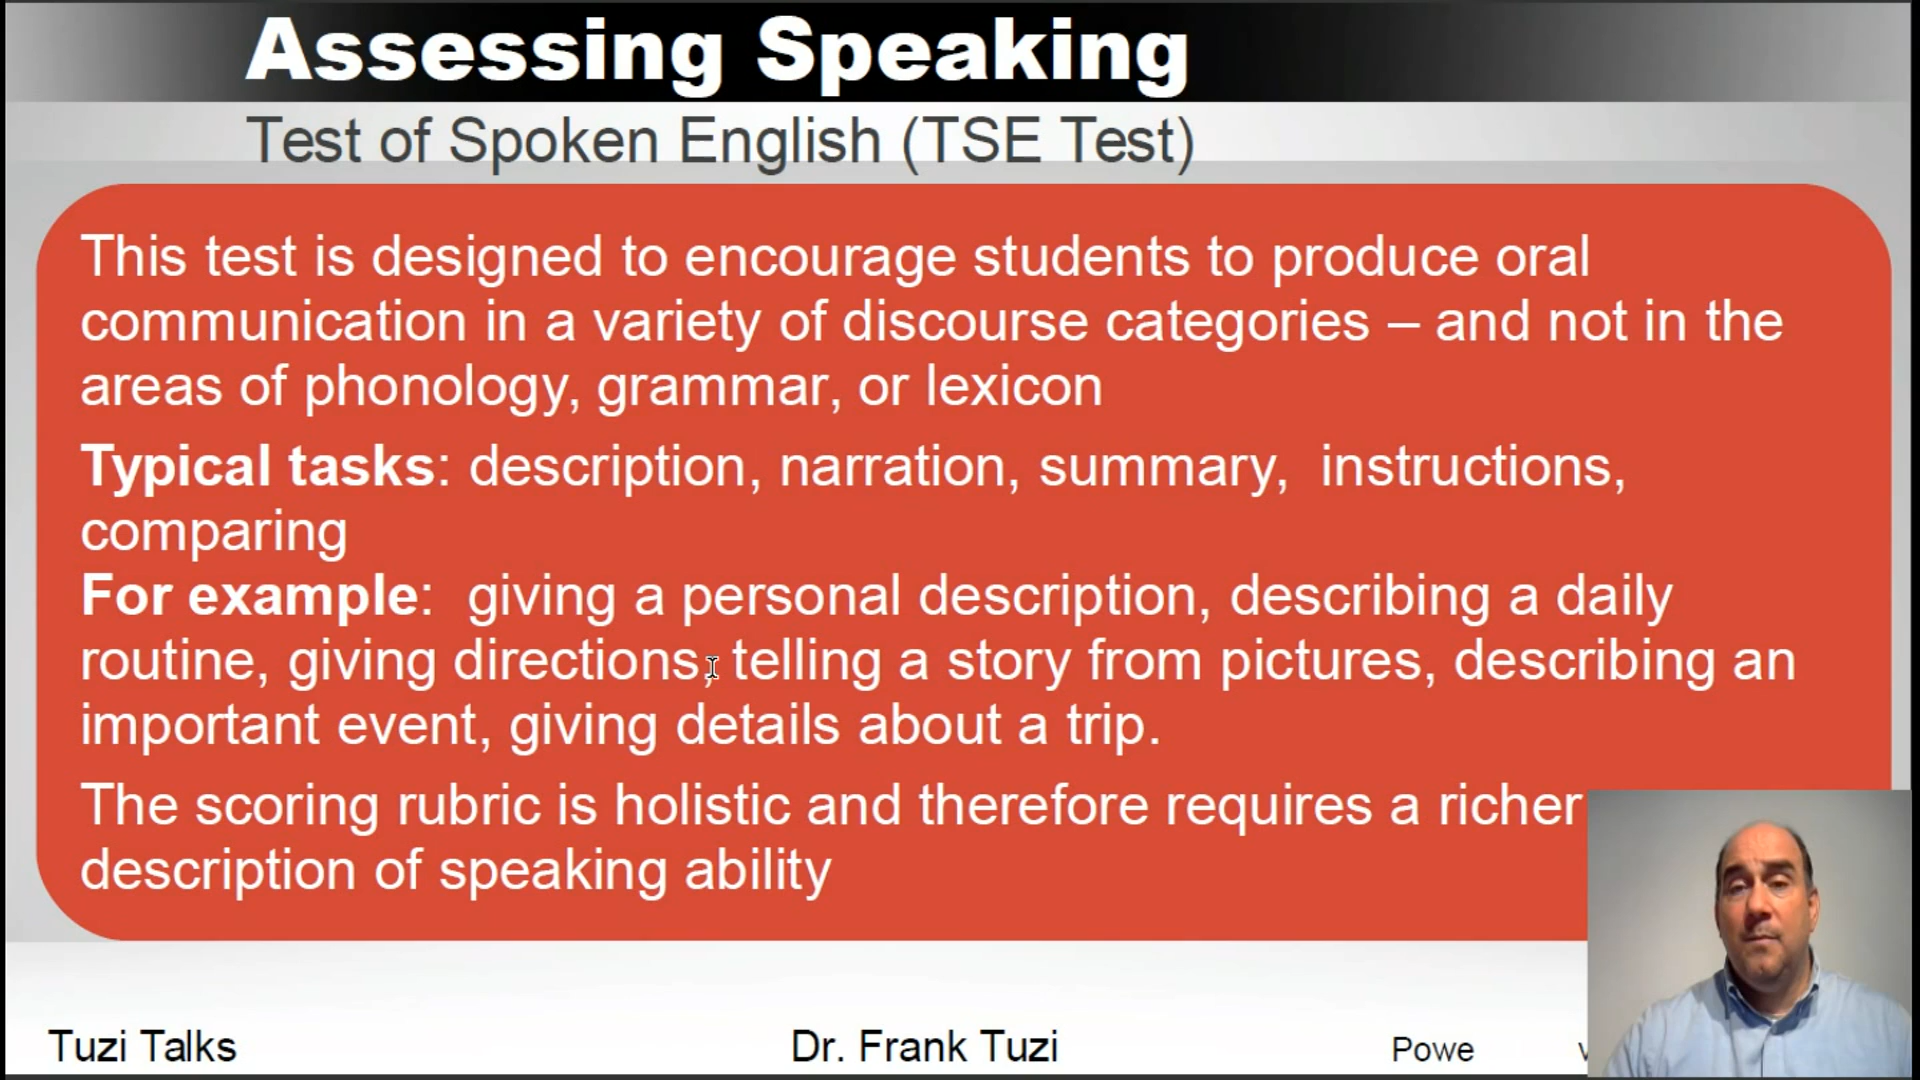 Assessing Speaking
Test of Spoken English (TSE Test)
This test is designed to encourage students to produce oral
communication in a variety of discourse categories – and not in the
areas of phonology, grammar, or lexicon
Typical tasks: description, narration, summary,  instructions,
comparing
For example:  giving a personal description, describing a daily
routine, giving directions, telling a story from pictures, describing an
important event, giving details about a trip.
The scoring rubric is holistic and therefore requires a richer
description of speaking ability
Tuzi Talks
Dr. Frank Tuzi
Powe